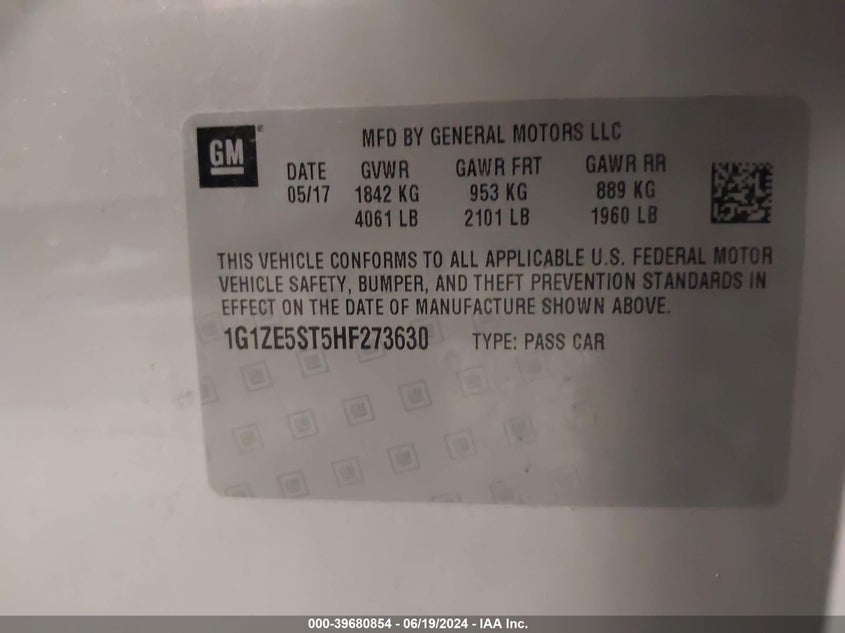 GM
MFD BY GENERAL MOTORS LLC
DATE GVWR GAWR FRT GAWR RR
05/17 1842 KG 953 KG 889 KG
4061 LB 2101 LB 1960 LB
THIS VEHICLE CONFORMS TO ALL APPLICABLE U.S. FEDERAL MOTOR
VEHICLE SAFETY, BUMPER, AND THEFT PREVENTION STANDARDS IN
EFFECT ON THE DATE OF MANUFACTURE SHOWN ABOVE.
1G1ZE5ST5HF273630 TYPE: PASS CAR
000-39680854 - 06/19/2024 - IAA Inc.